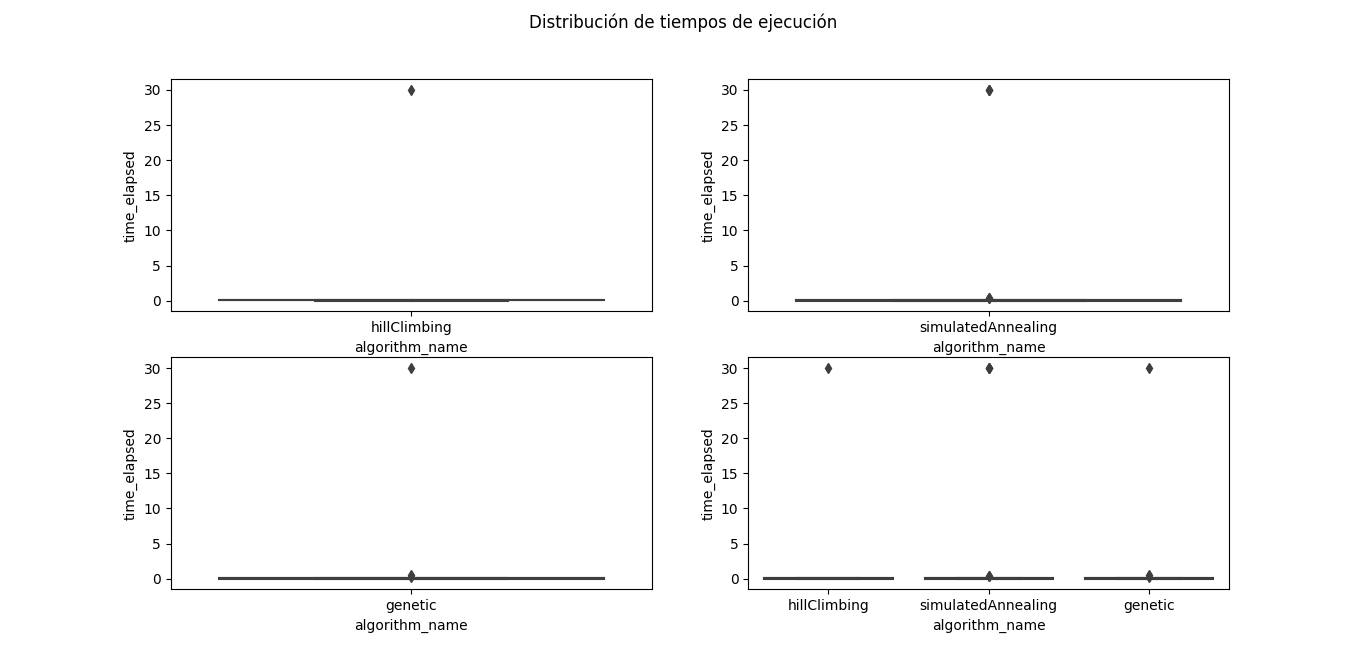 Distribución de tiempos de ejecución
30
25
20
15
10
5
0
time_elapsed
hillClimbing
algorithm_name
30
25
20
15
10
5
0
time_elapsed
simulatedAnnealing
algorithm_name
30
25
20
15
10
5
0
time_elapsed
genetic
algorithm_name
30
25
20
15
10
5
0
time_elapsed
hillClimbing simulatedAnnealing genetic
algorithm_name